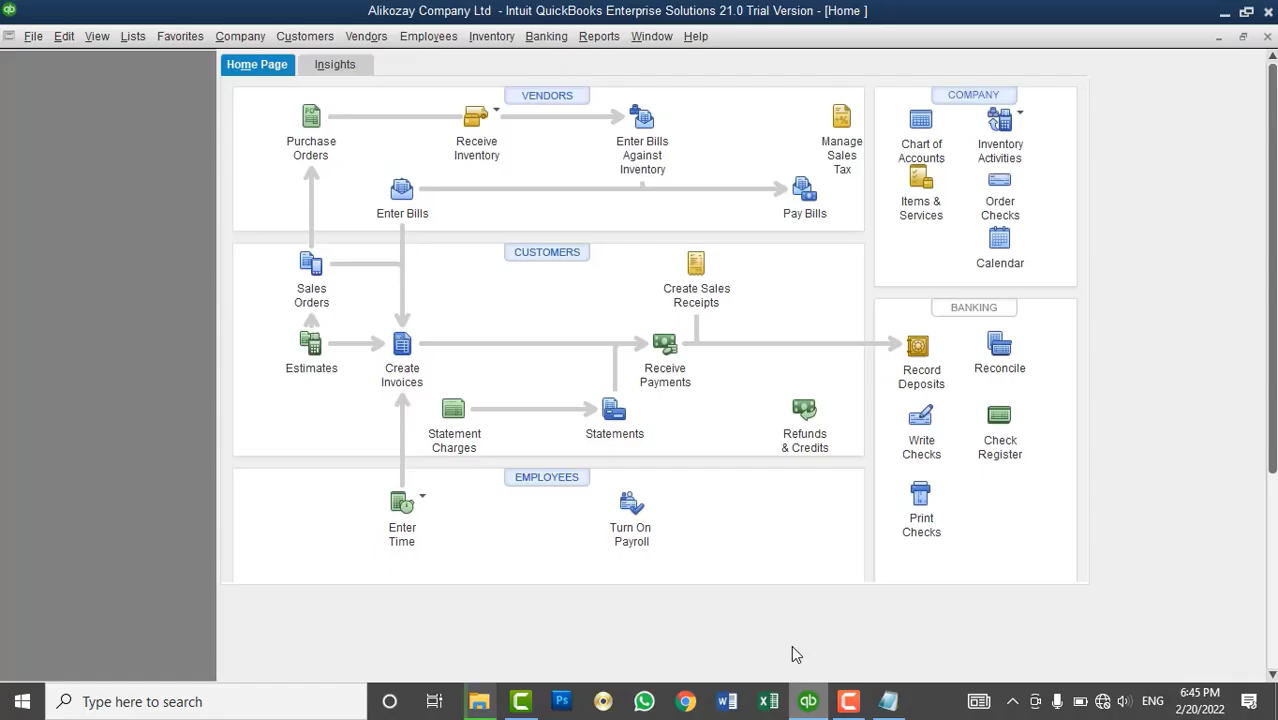 Alikozay Company Ltd - Intuit QuickBooks Enterprise Solutions 21.0 Trial Version - [Home ]
File Edit View Lists Favorites Company Customers Vendors Employees Inventory Banking Reports Window Help
Home Page Insights
VENDORS
Purchase
Orders
Receive
Inventory
Enter Bills
Against
Inventory
Manage
Sales
Tax
Enter Bills
Pay Bills
CUSTOMERS
Sales
Orders
Create Sales
Receipts
Estimates
Create
Invoices
Receive
Payments
Statement
Charges
Statements
Refunds
& Credits
EMPLOYEES
Enter
Time
Turn On
Payroll
COMPANY
Chart of
Accounts
Inventory
Activities
Items &
Services
Order
Checks
Calendar
BANKING
Record
Deposits
Reconcile
Write
Checks
Check
Register
Print
Checks
Type here to search
ENG
6:45 PM
2/20/2022